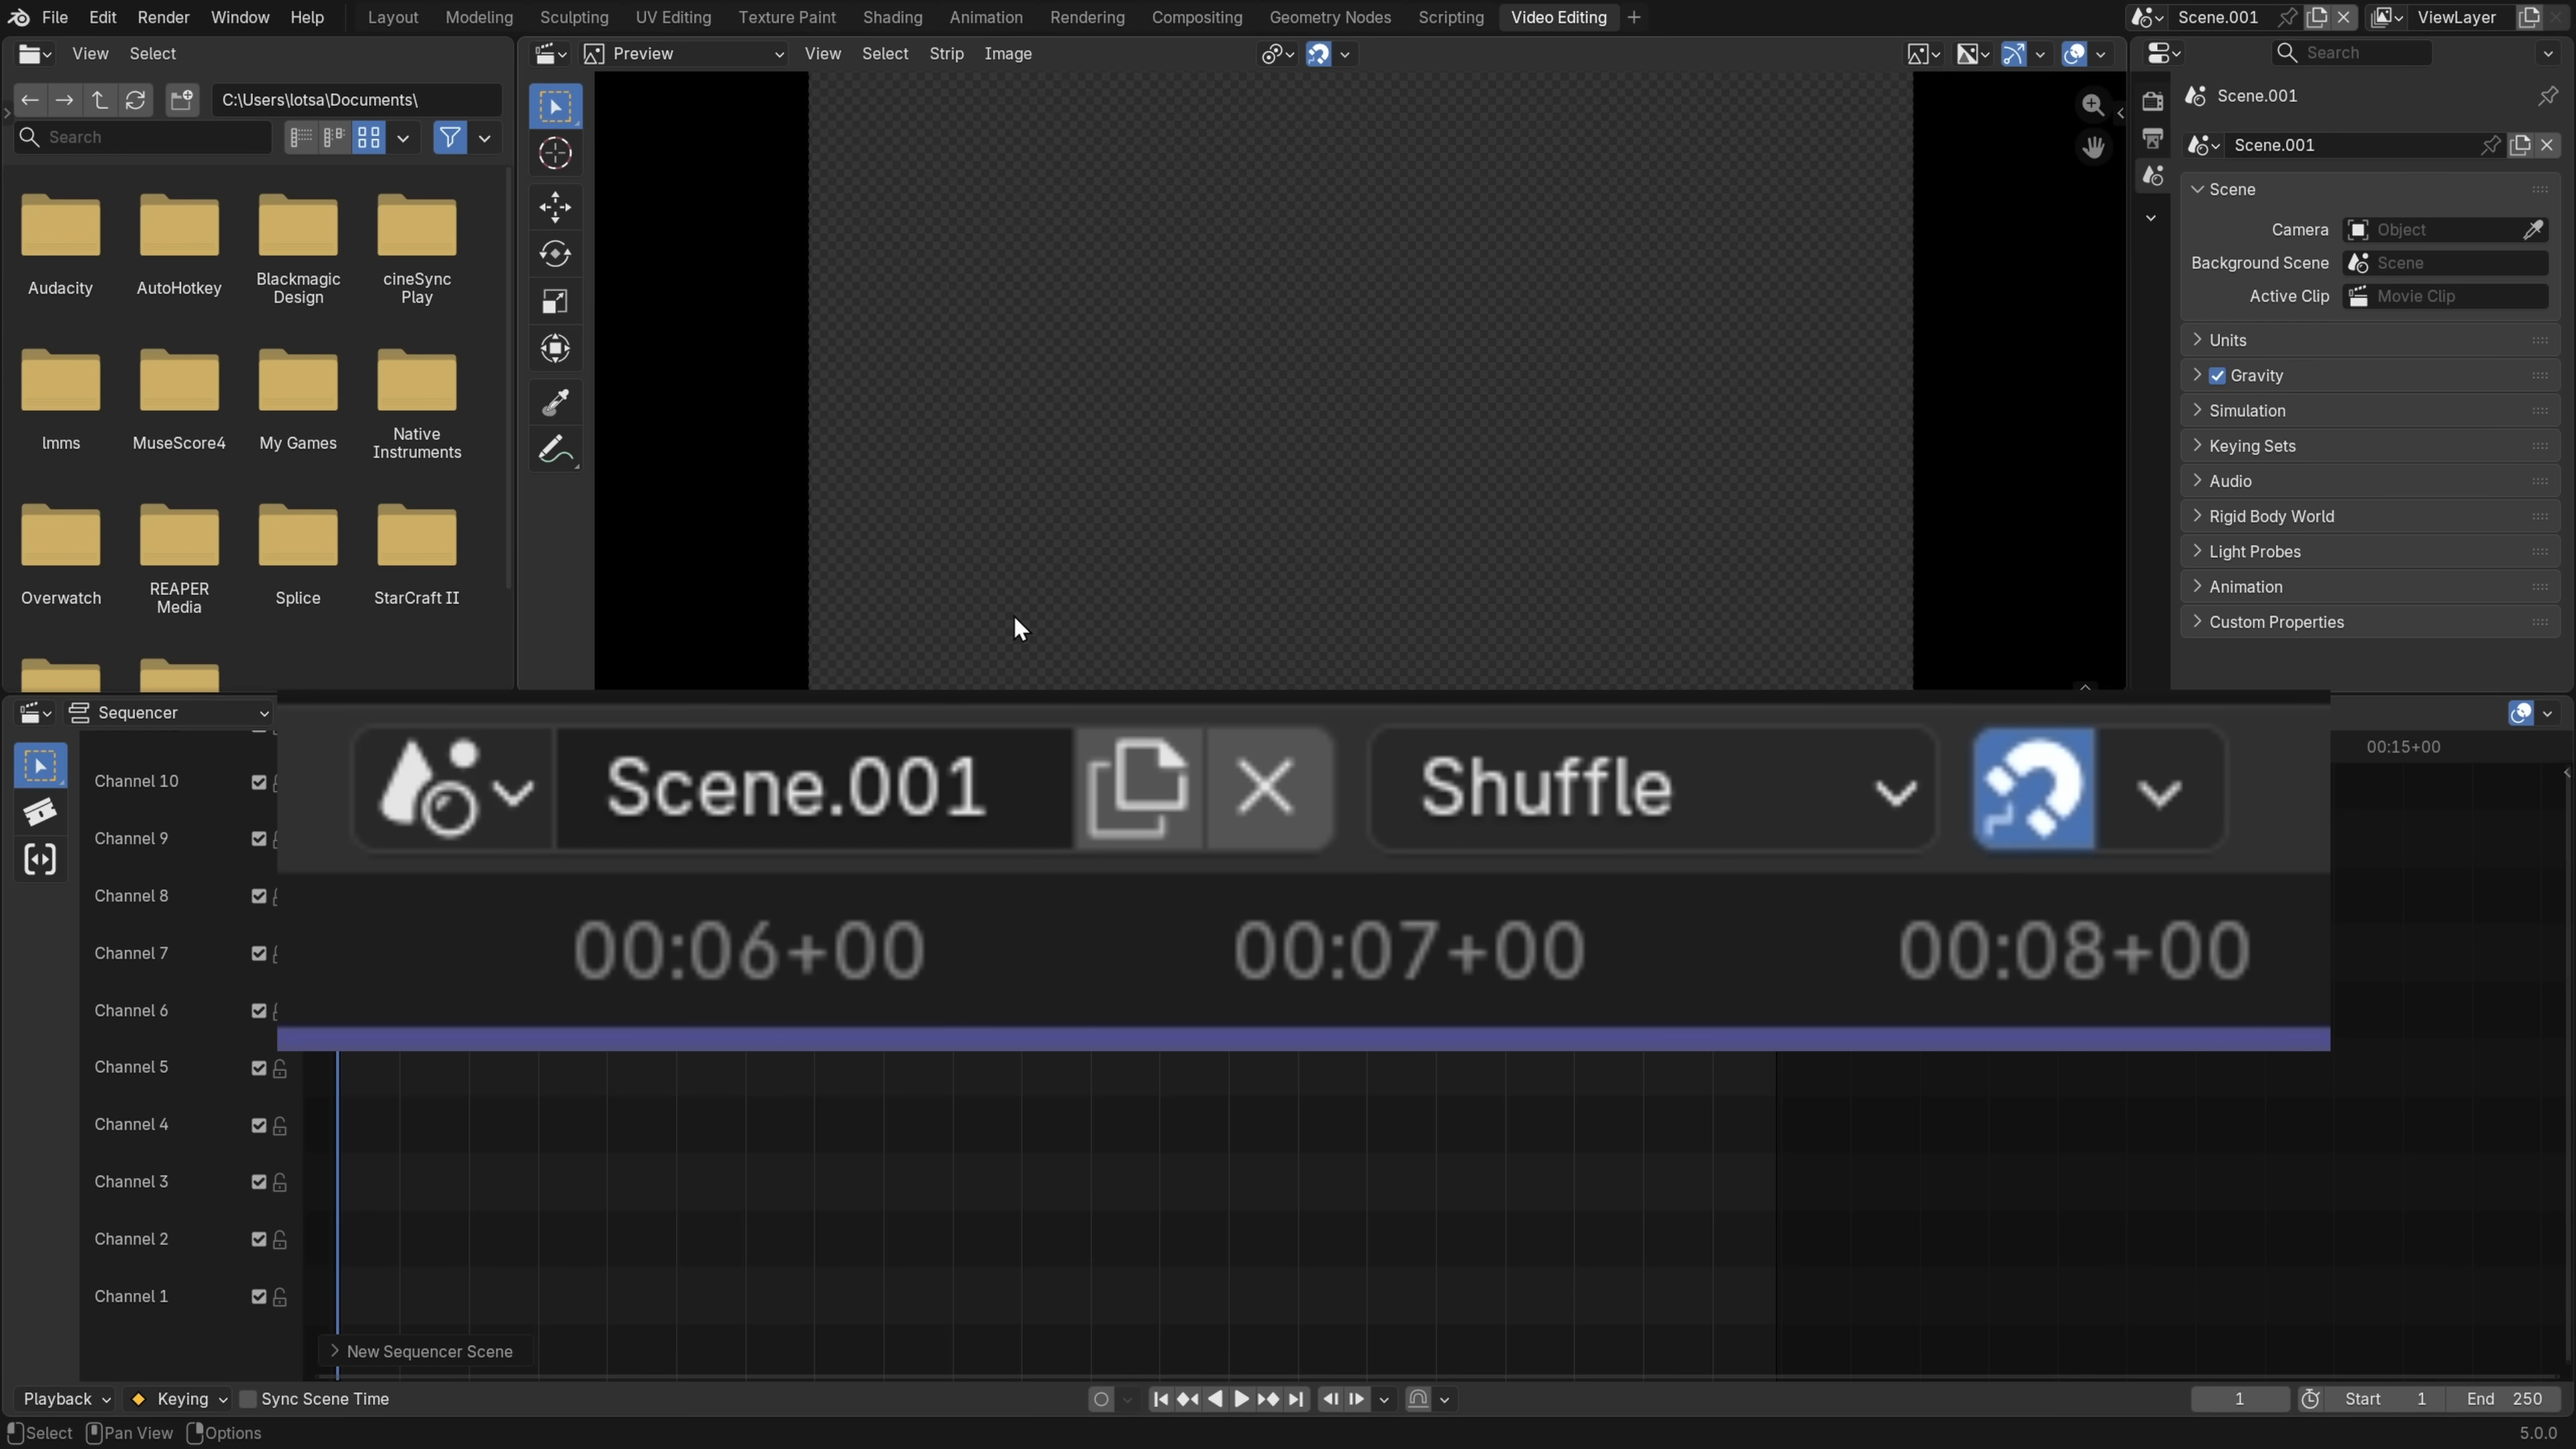 File Edit Render Window Help Layout Modeling Sculpting UV Editing Texture Paint Shading Animation Rendering Compositing Geometry Nodes Scripting Video Editing Scene.001 ViewLayer
View Select
Preview View Select Strip Image
Search
C:\Users\lotsa\Documents\
Search
Audacity AutoHotkey Blackmagic Design cineSync Play
lmms MuseScore4 My Games Native Instruments
Overwatch REAPER Media Splice StarCraft II
Scene.001
Scene.001
Scene
Camera Object
Background Scene Scene
Active Clip Movie Clip
Units
Gravity
Simulation
Keying Sets
Audio
Rigid Body World
Light Probes
Animation
Custom Properties
Sequencer
Scene.001 Shuffle
00:06+00 00:07+00 00:08+00 00:15+00
Channel 10
Channel 9
Channel 8
Channel 7
Channel 6
Channel 5
Channel 4
Channel 3
Channel 2
Channel 1
New Sequencer Scene
Playback Keying Sync Scene Time 1 Start 1 End 250
Select Pan View Options 5.0.0